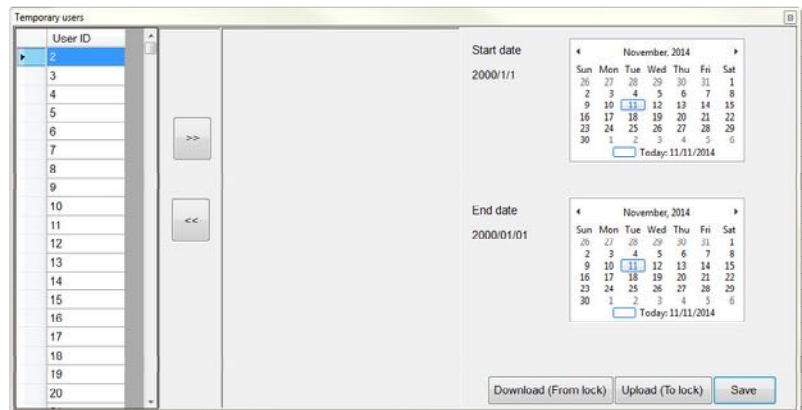 Temporary users
User ID
2
3
4
5
6
7
8
9
10
11
12
13
14
15
16
17
18
19
20
>>
<<
Start date
2000/1/1
November, 2014
Sun Mon Tue Wed Thu Fri Sat
26 27 28 29 30 31 1
2 3 4 5 6 7 8
9 10 11 12 13 14 15
16 17 18 19 20 21 22
23 24 25 26 27 28 29
30 1 2 3 4 5 6
Today: 11/11/2014
End date
2000/01/01
November, 2014
Sun Mon Tue Wed Thu Fri Sat
26 27 28 29 30 31 1
2 3 4 5 6 7 8
9 10 11 12 13 14 15
16 17 18 19 20 21 22
23 24 25 26 27 28 29
30 1 2 3 4 5 6
Today: 11/11/2014
Download (From lock) Upload (To lock) Save